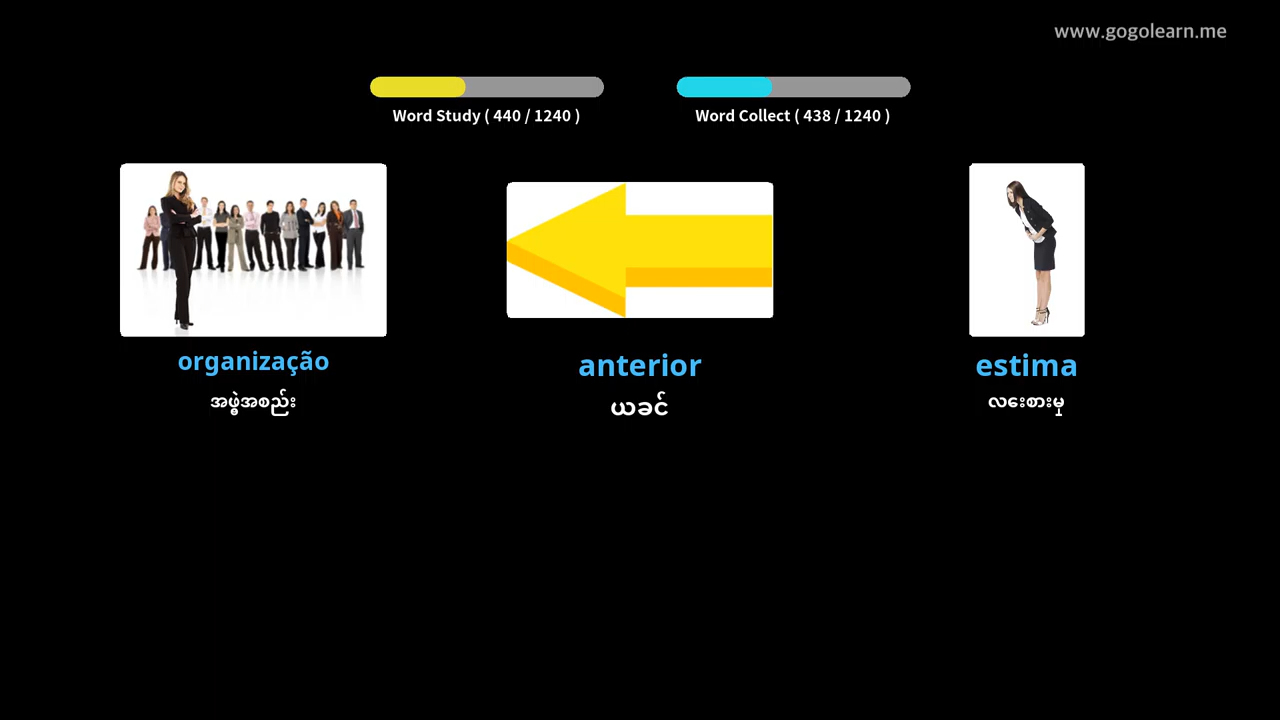 www.gogolearn.me
Word Study ( 440 / 1240 )
Word Collect ( 438 / 1240 )
organização
အဖွဲ့အစည်း
anterior
ယခင်
estima
လေးစားမှု